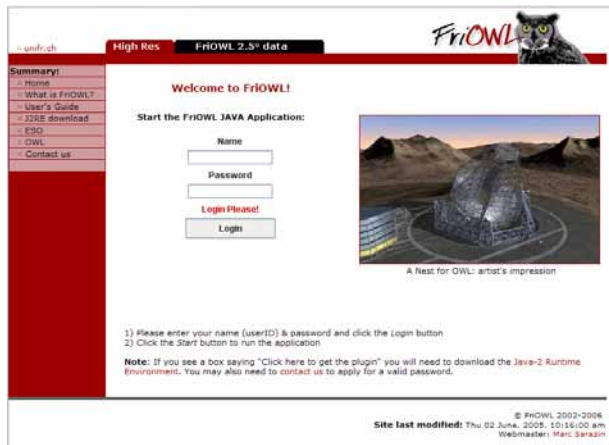 FriOWL
unifr.ch
High Res
FriOWL 2.5° data
Summary:
Home
What is FriOWL?
User's Guide
J2RE download
ESO
OWL
Contact us
Welcome to FriOWL!
Start the FriOWL JAVA Application:
Name
Password
Login Please!
Login
A Nest for OWL: artist's impression
1) Please enter your name (userID) & password and click the Login button
2) Click the Start button to run the application
Note: If you see a box saying "Click here to get the plugin" you will need to download the Java-2 Runtime
Environment. You may also need to contact us to apply for a valid password.
© FriOWL 2002-2006
Site last modified: Thu 02 June, 2005, 10:16:00 am
Webmaster: Marc Sarazin